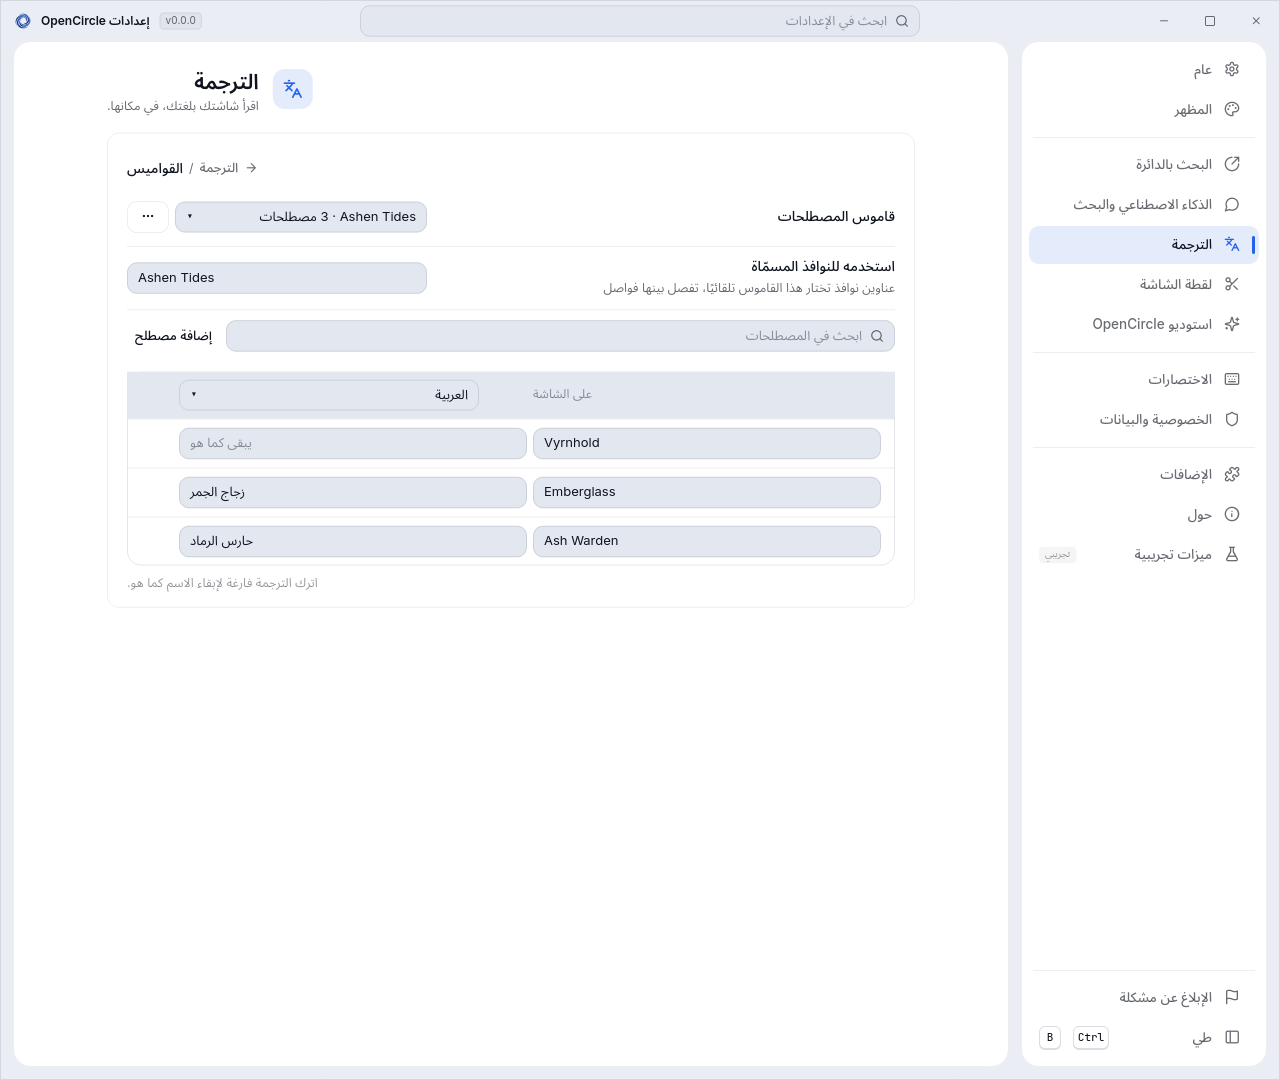 إعدادات OpenCircle
v0.0.0
ابحث في الإعدادات
عام
المظهر
البحث بالدائرة
الذكاء الاصطناعي والبحث
الترجمة
لقطة الشاشة
استوديو OpenCircle
الاختصارات
الخصوصية والبيانات
الإضافات
حول
ميزات تجريبية
تجريبي
الإبلاغ عن مشكلة
طي
Ctrl
B
الترجمة
اقرأ شاشتك بلغتك، في مكانها.
الترجمة / القواميس
قاموس المصطلحات
Ashen Tides · 3 مصطلحات
استخدمه للنوافذ المسمّاة
عناوين نوافذ تختار هذا القاموس تلقائيًا، تفصل بينها فواصل
Ashen Tides
ابحث في المصطلحات
إضافة مصطلح
على الشاشة
العربية
Vyrnhold
يبقى كما هو
Emberglass
زجاج الجمر
Ash Warden
حارس الرماد
اترك الترجمة فارغة لإبقاء الاسم كما هو.